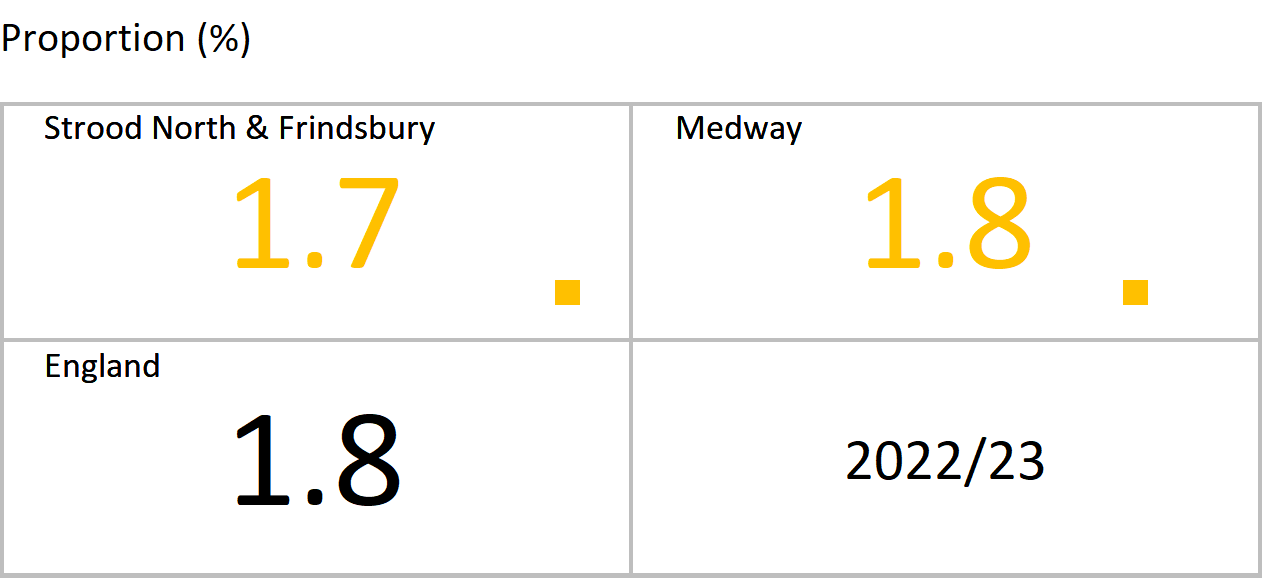 Proportion (%)
Strood North & Frindsbury
1.7
Medway
1.8
England
1.8
2022/23